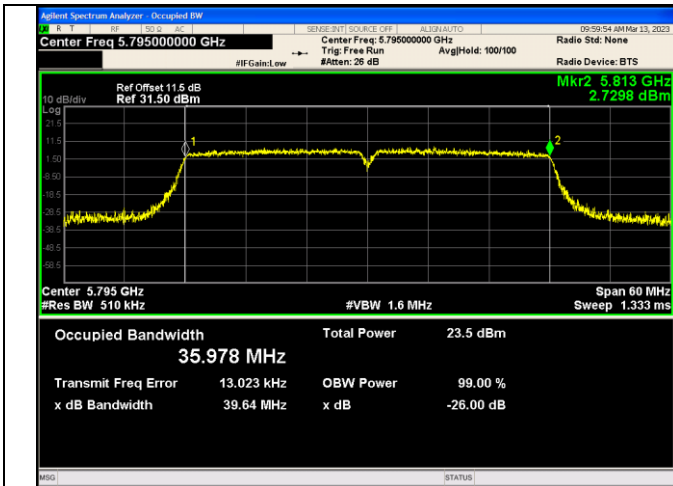 Agilent Spectrum Analyzer - Occupied BW
R T RF 50 Ω AC SENSE:INT SOURCE OFF ALIGN AUTO 09:59:54 AM Mar 13, 2023
Center Freq 5.795000000 GHz Center Freq: 5.795000000 GHz Radio Std: None
Trig: Free Run Avg|Hold: 100/100
#IFGain:Low #Atten: 26 dB Radio Device: BTS
Mkr2 5.813 GHz
Ref Offset 11.5 dB
10 dB/div Ref 31.50 dBm 2.7298 dBm
Log
21.5
11.5
1.50
-8.50
-18.5
-28.5
-38.5
-48.5
-58.5
1
2
Center 5.795 GHz Span 60 MHz
#Res BW 510 kHz #VBW 1.6 MHz Sweep 1.333 ms
Occupied Bandwidth Total Power 23.5 dBm
35.978 MHz
Transmit Freq Error 13.023 kHz OBW Power 99.00 %
x dB Bandwidth 39.64 MHz x dB -26.00 dB
MSG STATUS